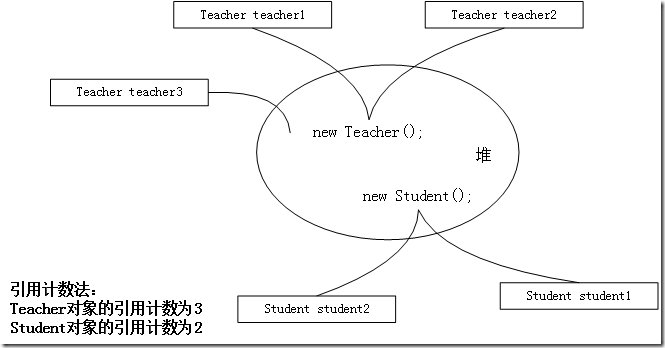 Teacher teacher1
Teacher teacher2
Teacher teacher3
new Teacher();
堆
new Student();
Student student2
Student student1
引用计数法：
Teacher对象的引用计数为3
Student对象的引用计数为2